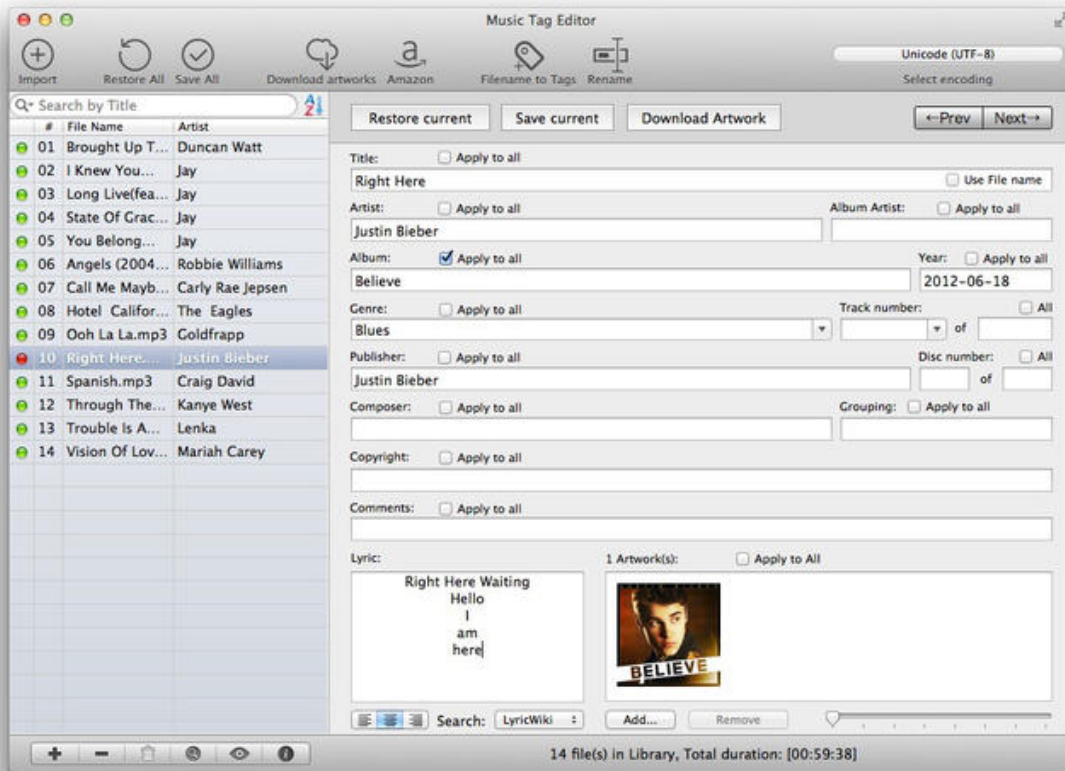 Music Tag Editor
Import Restore All Save All Download artworks Amazon Filename to Tags Rename
Unicode (UTF-8)
Select encoding
Search by Title
# File Name Artist
01 Brought Up T... Duncan Watt
02 I Knew You... Jay
03 Long Live(fea... Jay
04 State Of Grac... Jay
05 You Belong... Jay
06 Angels (2004... Robbie Williams
07 Call Me Mayb... Carly Rae Jepsen
08 Hotel Califor... The Eagles
09 Ooh La La.mp3 Goldfrapp
10 Right Here.... Justin Bieber
11 Spanish.mp3 Craig David
12 Through The... Kanye West
13 Trouble Is A... Lenka
14 Vision Of Lov... Mariah Carey
Restore current Save current Download Artwork ←Prev Next→
Title: Apply to all
Right Here Use File name
Artist: Apply to all Album Artist: Apply to all
Justin Bieber
Album: Apply to all Year: Apply to all
Believe 2012-06-18
Genre: Apply to all Track number: All
Blues of
Publisher: Apply to all Disc number: All
Justin Bieber of
Composer: Apply to all Grouping: Apply to all
Copyright: Apply to all
Comments: Apply to all
Lyric: 1 Artwork(s): Apply to All
Right Here Waiting
Hello
I
am
here
BELIEVE
Search: LyricWiki Add... Remove
14 file(s) in Library, Total duration: [00:59:38]